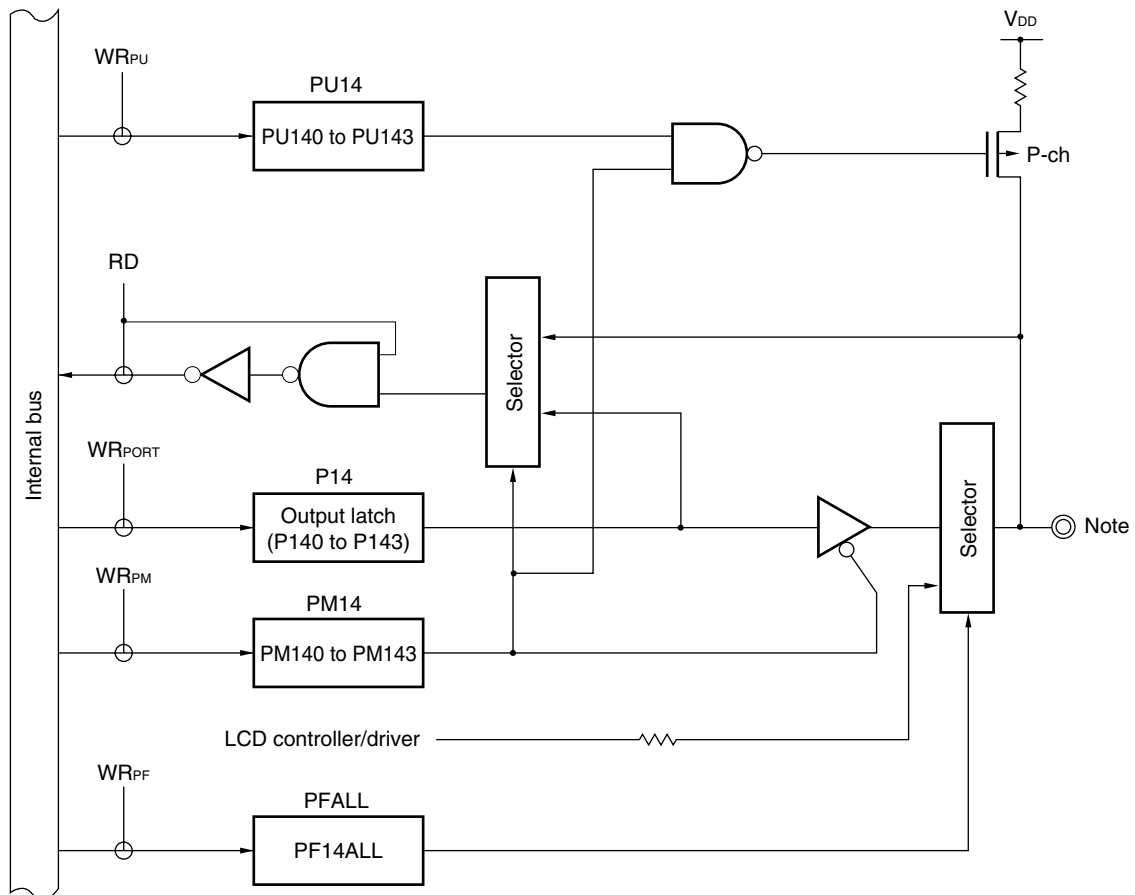 VDD
WRPU
PU14
PU140 to PU143
P-ch
RD
Selector
Internal bus
WRPORT
P14
Output latch
(P140 to P143)
Selector
Note
WRPM
PM14
PM140 to PM143
LCD controller/driver
WRPF
PFALL
PF14ALL